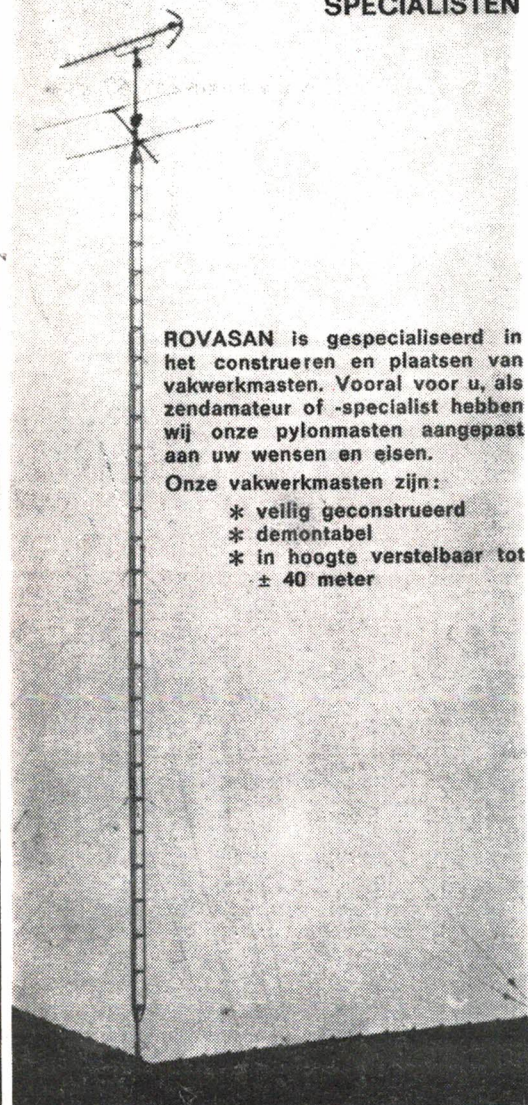 SPECIALISTEN
ROVASAN is gespecialiseerd in
het construeren en plaatsen van
vakwerkmasten. Vooral voor u, als
zendamateur of -specialist hebben
wij onze pylonmasten aangepast
aan uw wensen en eisen.
Onze vakwerkmasten zijn:
* veilig geconstrueerd
* demontabel
* in hoogte verstelbaar tot
± 40 meter